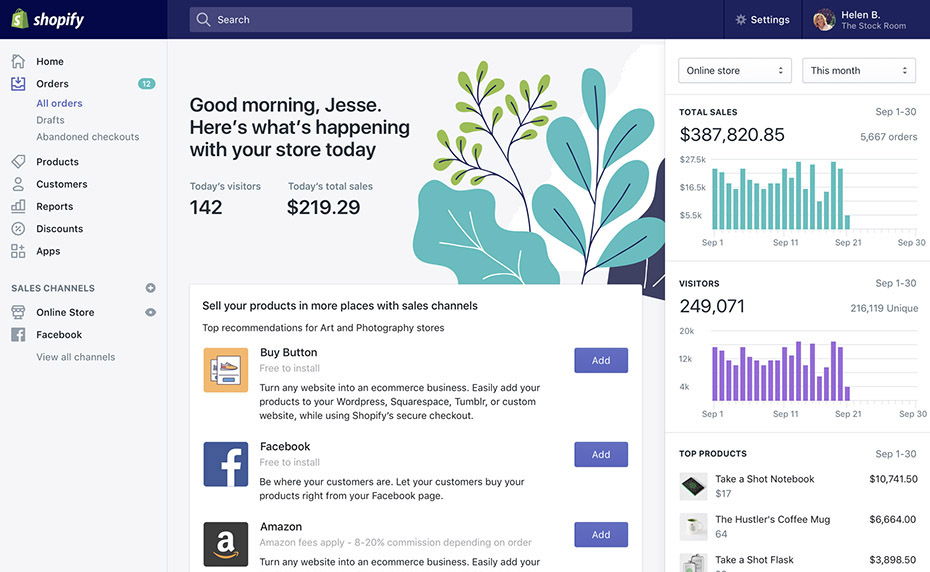 shopify
Search
Settings
Helen B.
The Stock Room
Home
Orders
12
All orders
Drafts
Abandoned checkouts
Products
Customers
Reports
Discounts
Apps
SALES CHANNELS
Online Store
Facebook
View all channels
Good morning, Jesse.
Here's what's happening
with your store today
Today's visitors
Today's total sales
142
$219.29
Sell your products in more places with sales channels
Top recommendations for Art and Photography stores
Buy Button
Free to install
Turn any website into an ecommerce business. Easily add your
products to your Wordpress, Squarespace, Tumblr, or custom
website, while using Shopify's secure checkout.
Add
Facebook
Free to install
Be where your customers are. Let your customers buy your
products right from your Facebook page.
Add
Amazon
Amazon fees apply - 8-20% commission depending on order
Turn any website into an ecommerce business. Easily add your
Add
Online store
This month
TOTAL SALES
Sep 1-30
$387,820.85
5,667 orders
$27.5k
$16.5k
$5.5k
Sep 1
Sep 11
Sep 21
Sep 30
VISITORS
Sep 1-30
249,071
216,119 Unique
20k
12k
4k
Sep 1
Sep 11
Sep 21
Sep 30
TOP PRODUCTS
Sep 1-30
Take a Shot Notebook
$10,741.50
$17
The Hustler's Coffee Mug
$6,664.00
64
Take a Shot Flask
$3,898.50